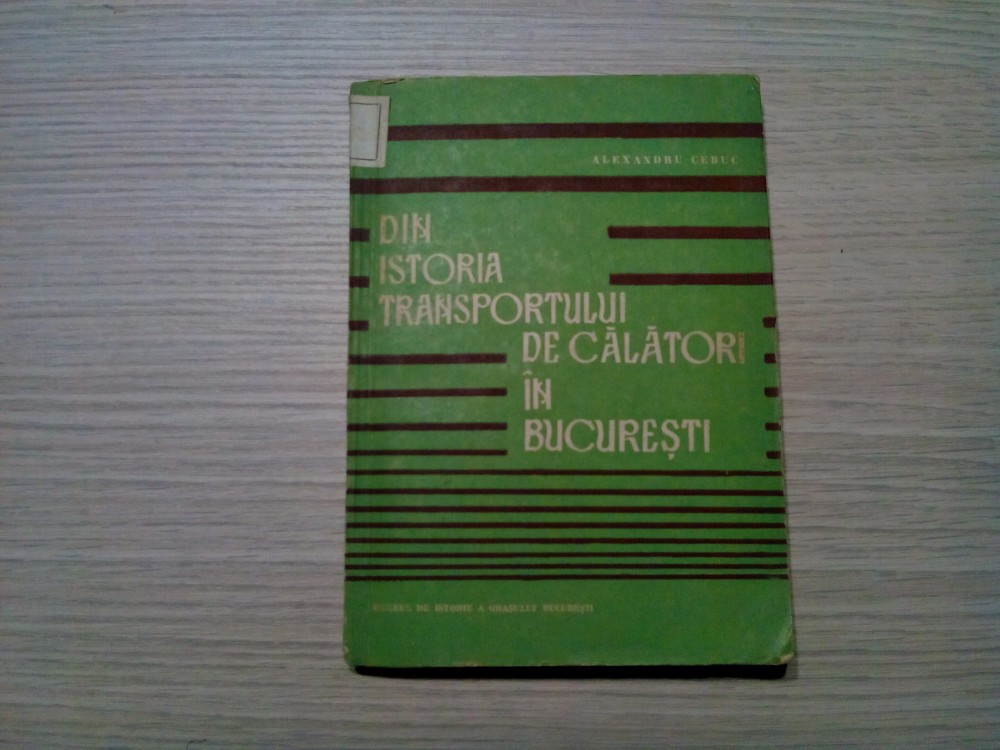 ALEXANDRU CEBUC
DIN
ISTORIA
TRANSPORTULUI
DE CĂLĂTORI
ÎN
BUCUREȘTI
MUZEUL DE ISTORIE A ORAȘULUI BUCUREȘTI